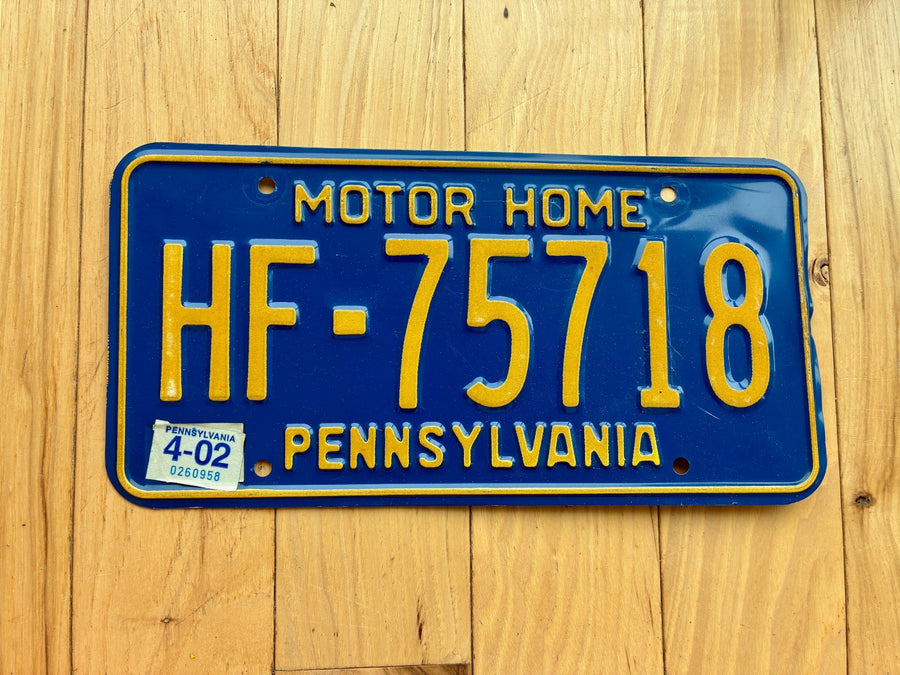 MOTOR HOME
HF-75718
PENNSYLVANIA
4-02
0260958
PENNSYLVANIA